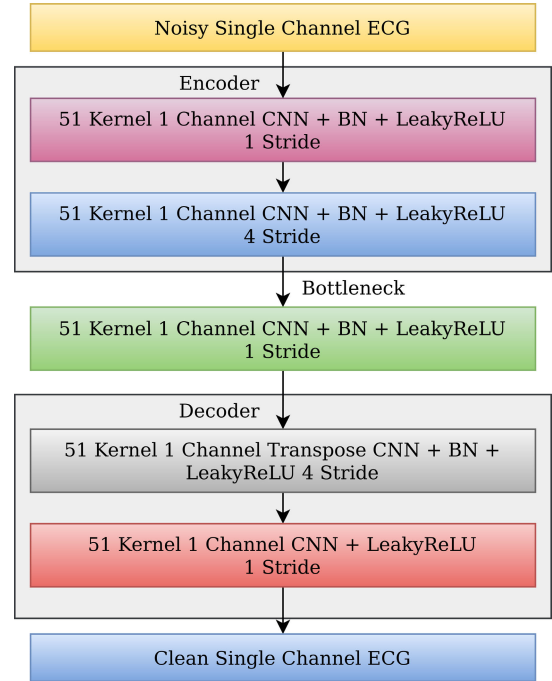 Noisy Single Channel ECG
Encoder
51 Kernel 1 Channel CNN + BN + LeakyReLU
1 Stride
51 Kernel 1 Channel CNN + BN + LeakyReLU
4 Stride
Bottleneck
51 Kernel 1 Channel CNN + BN + LeakyReLU
1 Stride
Decoder
51 Kernel 1 Channel Transpose CNN + BN +
LeakyReLU 4 Stride
51 Kernel 1 Channel CNN + LeakyReLU
1 Stride
Clean Single Channel ECG